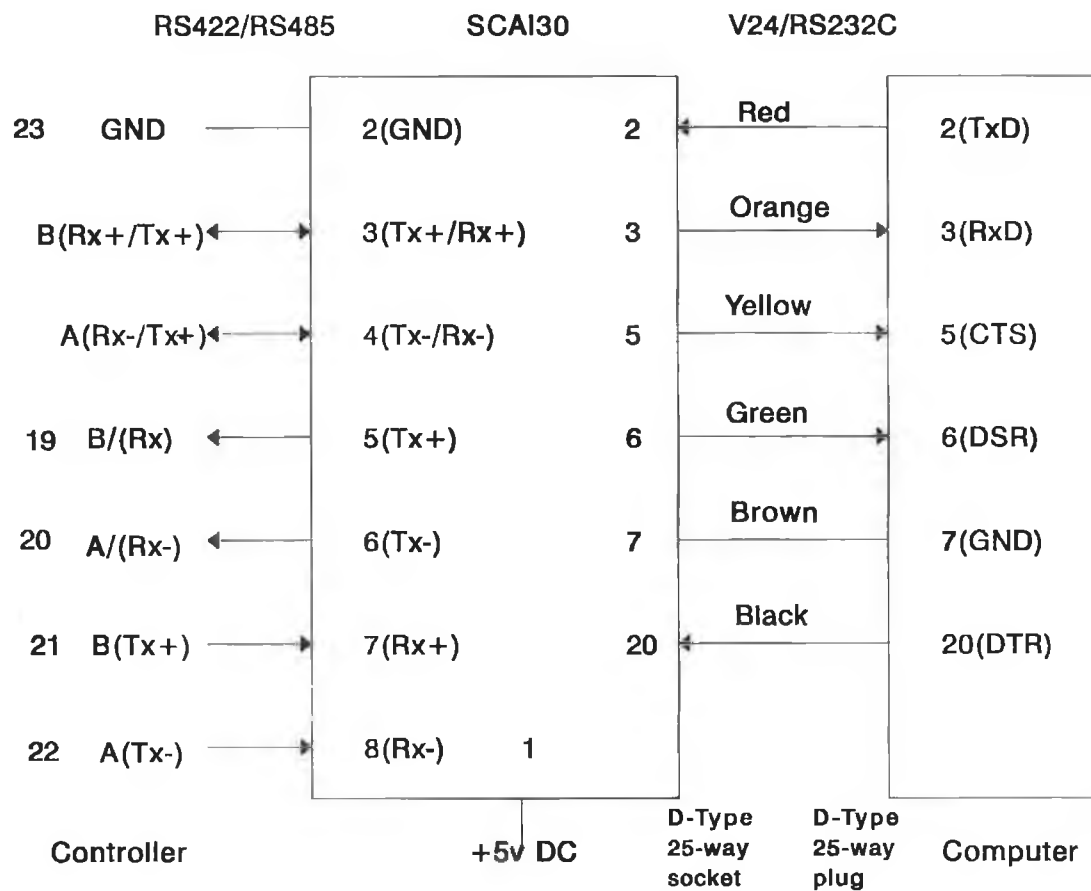 RS422/RS485 SCAI30 V24/RS232C
23 GND 2(GND) 2 Red 2(TxD)
B(Rx+/Tx+) 3(Tx+/Rx+) 3 Orange 3(RxD)
A(Rx-/Tx+) 4(Tx-/Rx-) 5 Yellow 5(CTS)
19 B/(Rx) 5(Tx+) 6 Green 6(DSR)
20 A/(Rx-) 6(Tx-) 7 Brown 7(GND)
21 B(Tx+) 7(Rx+) 20 Black 20(DTR)
22 A(Tx-) 8(Rx-) 1
Controller +5v DC D-Type 25-way socket D-Type 25-way plug Computer